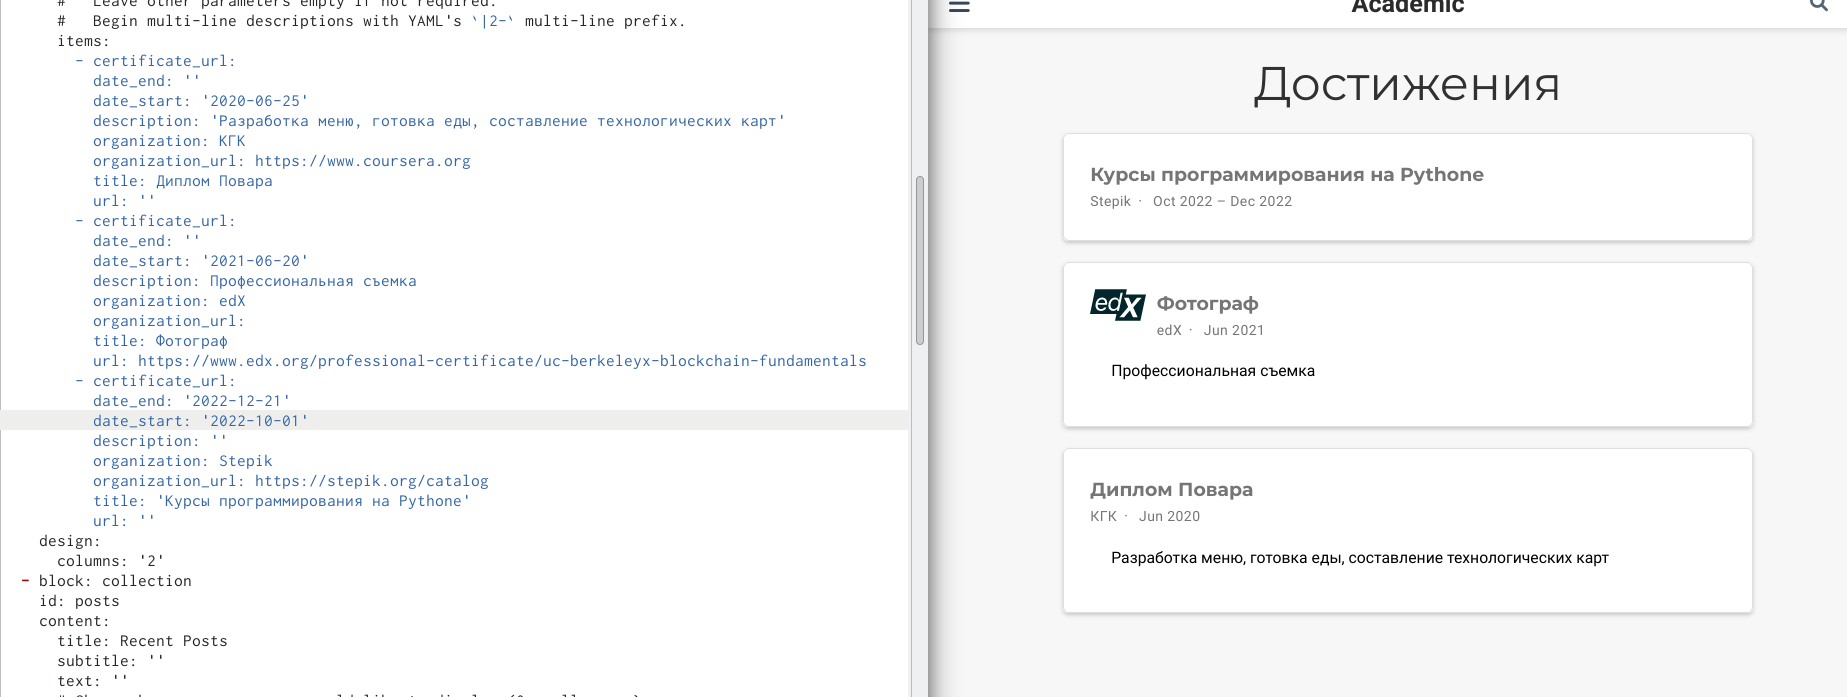 #   Leave other parameters empty if not required.
#   Begin multi-line descriptions with YAML's `|2-` multi-line prefix.
items:
- certificate_url:
date_end: ''
date_start: '2020-06-25'
description: 'Разработка меню, готовка еды, составление технологических карт'
organization: КГК
organization_url: https://www.coursera.org
title: Диплом Повара
url: ''
- certificate_url:
date_end: ''
date_start: '2021-06-20'
description: Профессиональная съемка
organization: edX
organization_url:
title: Фотограф
url: https://www.edx.org/professional-certificate/uc-berkeleyx-blockchain-fundamentals
- certificate_url:
date_end: '2022-12-21'
date_start: '2022-10-01'
description: ''
organization: Stepik
organization_url: https://stepik.org/catalog
title: 'Курсы программирования на Pythone'
url: ''
design:
columns: '2'
- block: collection
id: posts
content:
title: Recent Posts
subtitle: ''
text: ''
Academic
Достижения
Курсы программирования на Pythone
Stepik · Oct 2022 – Dec 2022
edX Фотограф
edX · Jun 2021
Профессиональная съемка
Диплом Повара
КГК · Jun 2020
Разработка меню, готовка еды, составление технологических карт